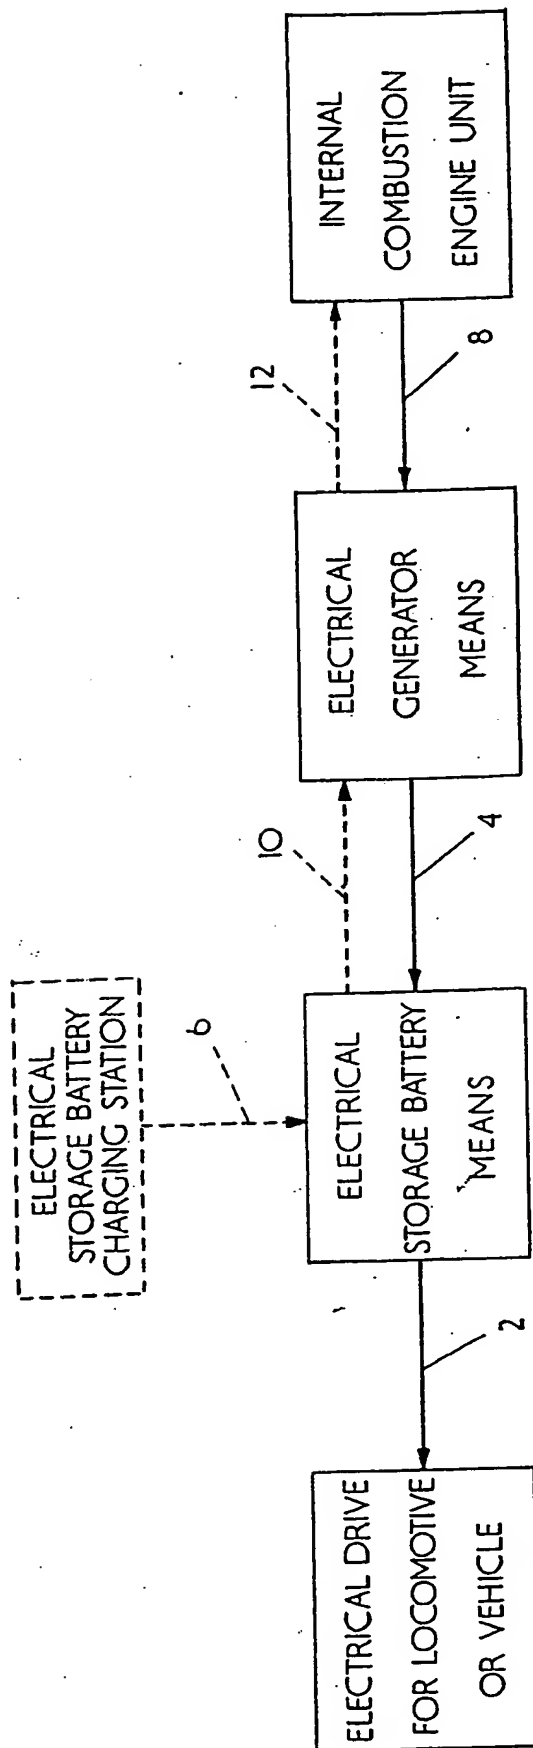 ELECTRICAL
STORAGE BATTERY
CHARGING STATION
6
ELECTRICAL DRIVE
FOR LOCOMOTIVE
OR VEHICLE
2
ELECTRICAL
STORAGE BATTERY
MEANS
10
4
ELECTRICAL
GENERATOR
MEANS
12
8
INTERNAL
COMBUSTION
ENGINE UNIT